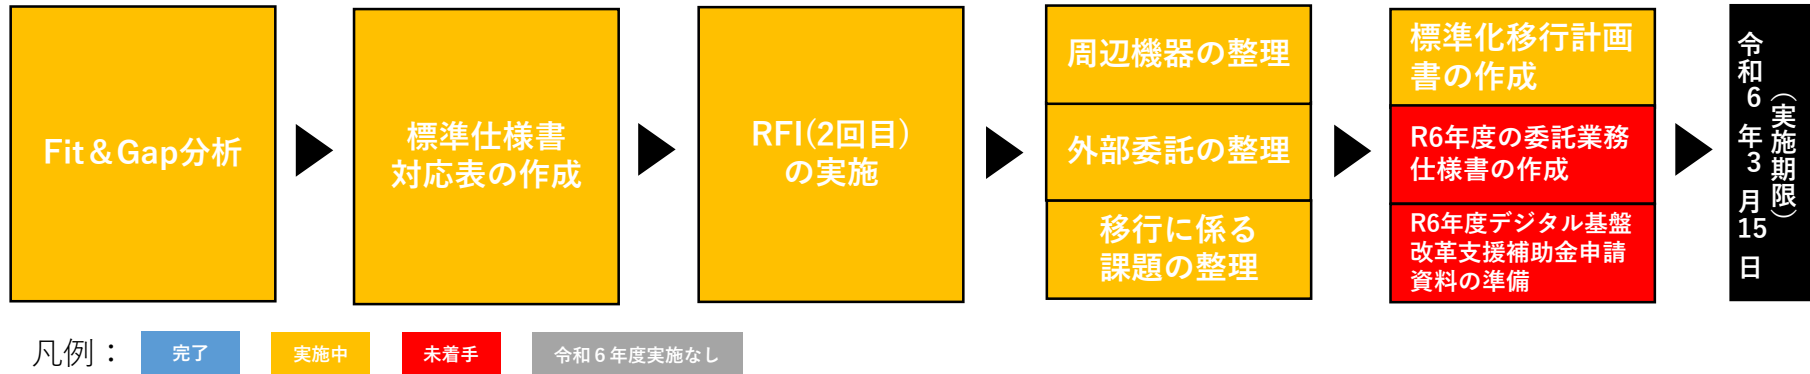 Fit＆Gap分析
標準仕様書
対応表の作成
RFI(2回目)
の実施
周辺機器の整理
外部委託の整理
移行に係る
課題の整理
標準化移行計画
書の作成
R6年度の委託業務
仕様書の作成
R6年度デジタル基盤
改革支援補助金申請
資料の準備
令和6年3月15日
（実施期限）
凡例：
完了
実施中
未着手
令和６年度実施なし